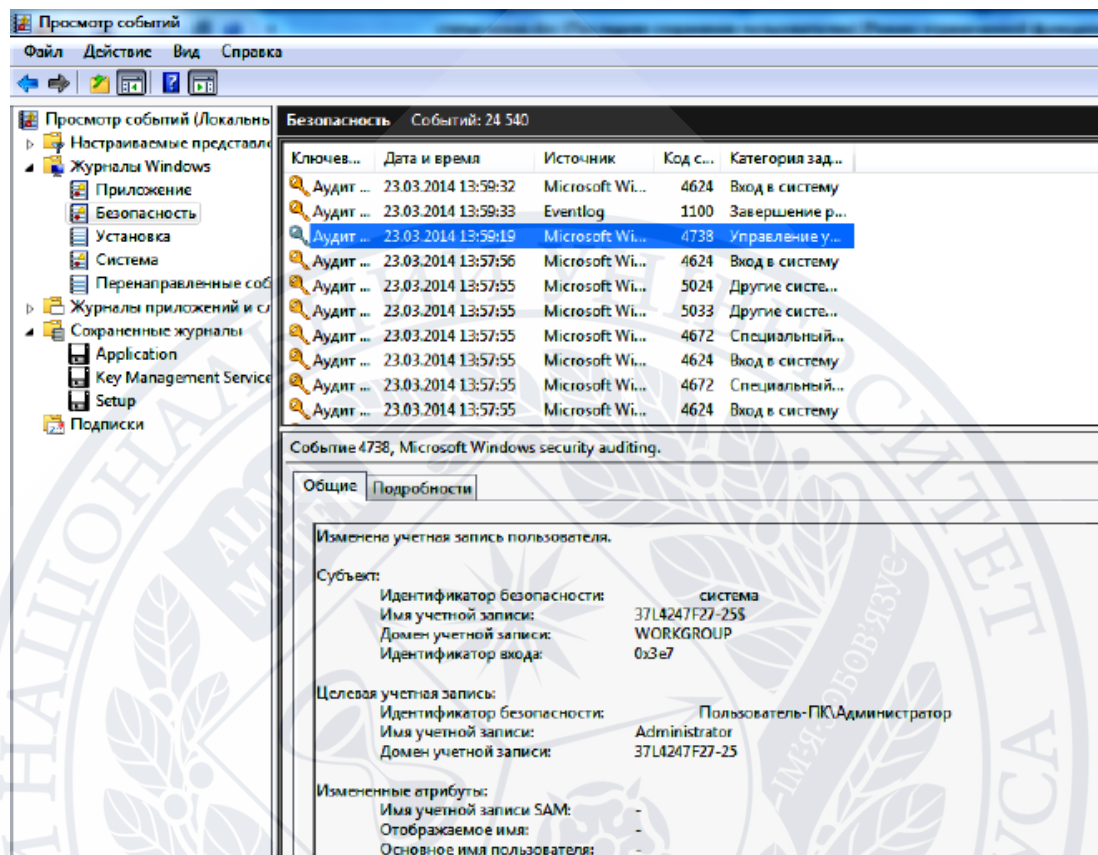 Просмотр событий
Файл Действие Вид Справка
Просмотр событий (Локальн
Настраиваемые представле
Журналы Windows
Приложение
Безопасность
Установка
Система
Перенаправленные соб
Журналы приложений и сл
Сохраненные журналы
Application
Key Management Service
Setup
Подписки
Безопасность Событий: 24 540
Ключев... Дата и время Источник Код с... Категория зад...
Аудит ... 23.03.2014 13:59:32 Microsoft Wi... 4624 Вход в систему
Аудит ... 23.03.2014 13:59:33 Eventlog 1100 Завершение р...
Аудит ... 23.03.2014 13:59:19 Microsoft Wi... 4738 Управление у...
Аудит ... 23.03.2014 13:57:56 Microsoft Wi... 4624 Вход в систему
Аудит ... 23.03.2014 13:57:55 Microsoft Wi... 5024 Другие систе...
Аудит ... 23.03.2014 13:57:55 Microsoft Wi... 5033 Другие систе...
Аудит ... 23.03.2014 13:57:55 Microsoft Wi... 4672 Специальный...
Аудит ... 23.03.2014 13:57:55 Microsoft Wi... 4624 Вход в систему
Аудит ... 23.03.2014 13:57:55 Microsoft Wi... 4672 Специальный...
Аудит ... 23.03.2014 13:57:55 Microsoft Wi... 4624 Вход в систему
Событие 4738, Microsoft Windows security auditing.
Общие Подробности
Изменена учетная запись пользователя.
Субъект:
Идентификатор безопасности: система
Имя учетной записи: 37L4247F27-25$
Домен учетной записи: WORKGROUP
Идентификатор входа: 0x3e7
Целевая учетная запись:
Идентификатор безопасности: Пользователь-ПК\Администратор
Имя учетной записи: Administrator
Домен учетной записи: 37L4247F27-25
Измененные атрибуты:
Имя учетной записи SAM: -
Отображаемое имя: -
Основное имя пользователя: -